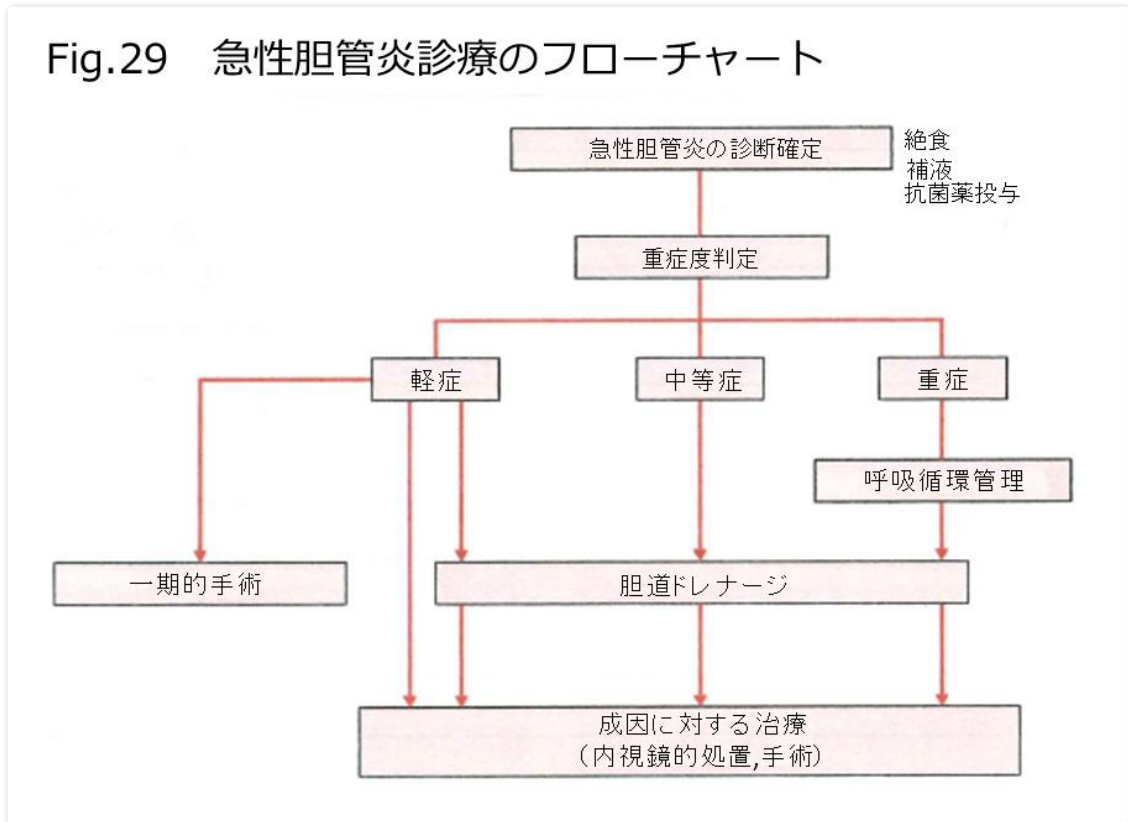 Fig.29 急性胆管炎診療のフローチャート
急性胆管炎の診断確定
絶食
補液
抗菌薬投与
重症度判定
軽症
中等症
重症
呼吸循環管理
一期的手術
胆道ドレナージ
成因に対する治療
(内視鏡的処置,手術)